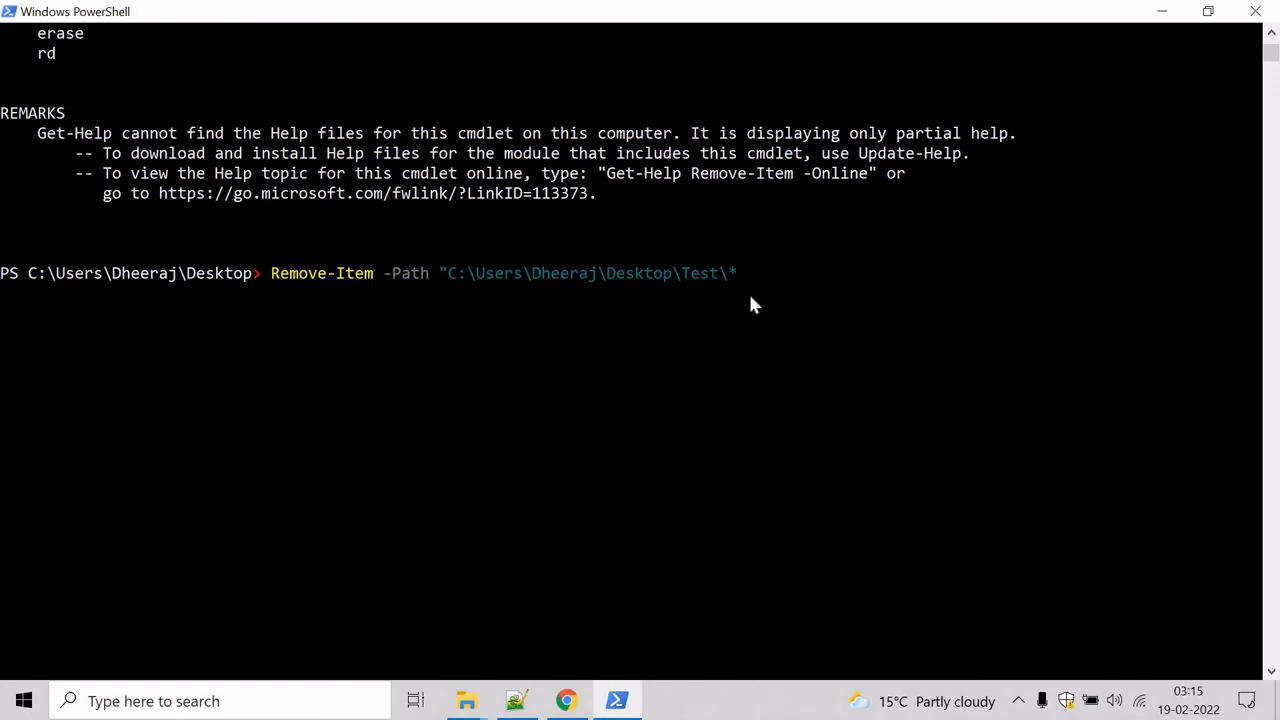 Windows PowerShell
erase
rd
REMARKS
Get-Help cannot find the Help files for this cmdlet on this computer. It is displaying only partial help.
-- To download and install Help files for the module that includes this cmdlet, use Update-Help.
-- To view the Help topic for this cmdlet online, type: "Get-Help Remove-Item -Online" or
go to https://go.microsoft.com/fwlink/?LinkID=113373.
PS C:\Users\Dheeraj\Desktop> Remove-Item -Path "C:\Users\Dheeraj\Desktop\Test\*
Type here to search
15°C Partly cloudy
03:15
19-02-2022